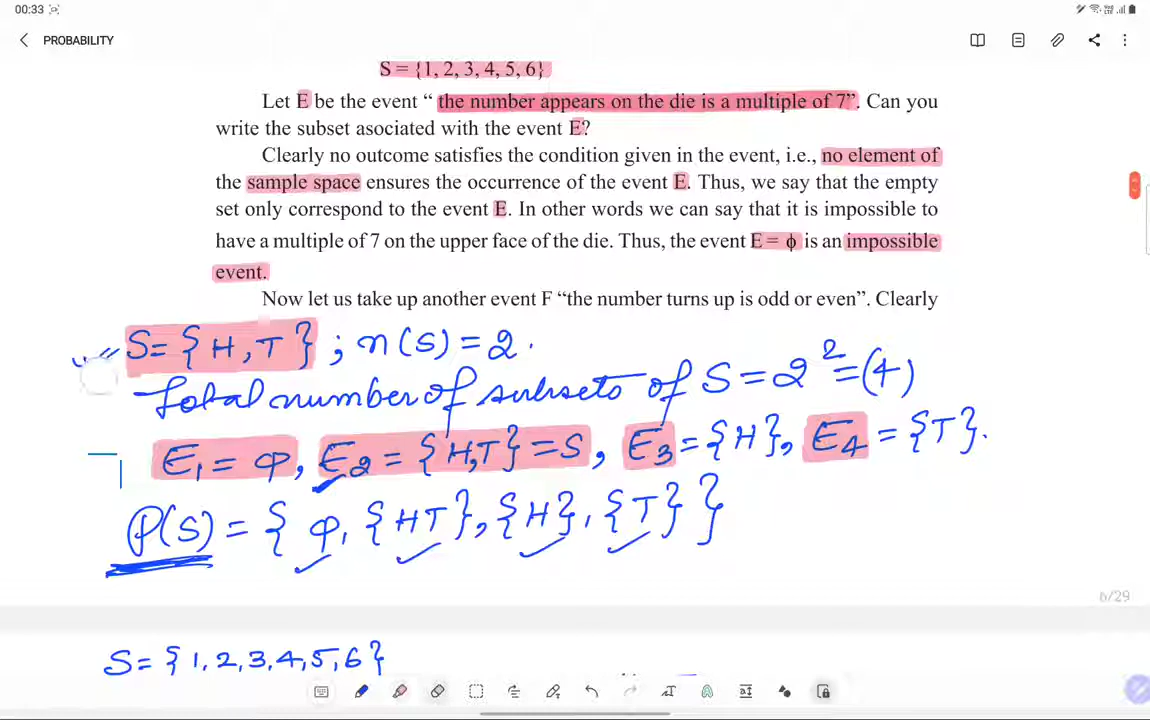 00:33
PROBABILITY
S = {1, 2, 3, 4, 5, 6}
Let E be the event “ the number appears on the die is a multiple of 7”. Can you
write the subset asociated with the event E?
Clearly no outcome satisfies the condition given in the event, i.e., no element of
the sample space ensures the occurrence of the event E. Thus, we say that the empty
set only correspond to the event E. In other words we can say that it is impossible to
have a multiple of 7 on the upper face of the die. Thus, the event E = ϕ is an impossible
event.
Now let us take up another event F “the number turns up is odd or even”. Clearly
S = {H, T} ; n(S) = 2.
Total number of subsets of S = 2² = (4)
E₁ = φ, E₂ = {H,T} = S, E₃ = {H}, E₄ = {T}.
P(S) = { φ, {HT}, {H}, {T} }
6/29
S = {1, 2, 3, 4, 5, 6}